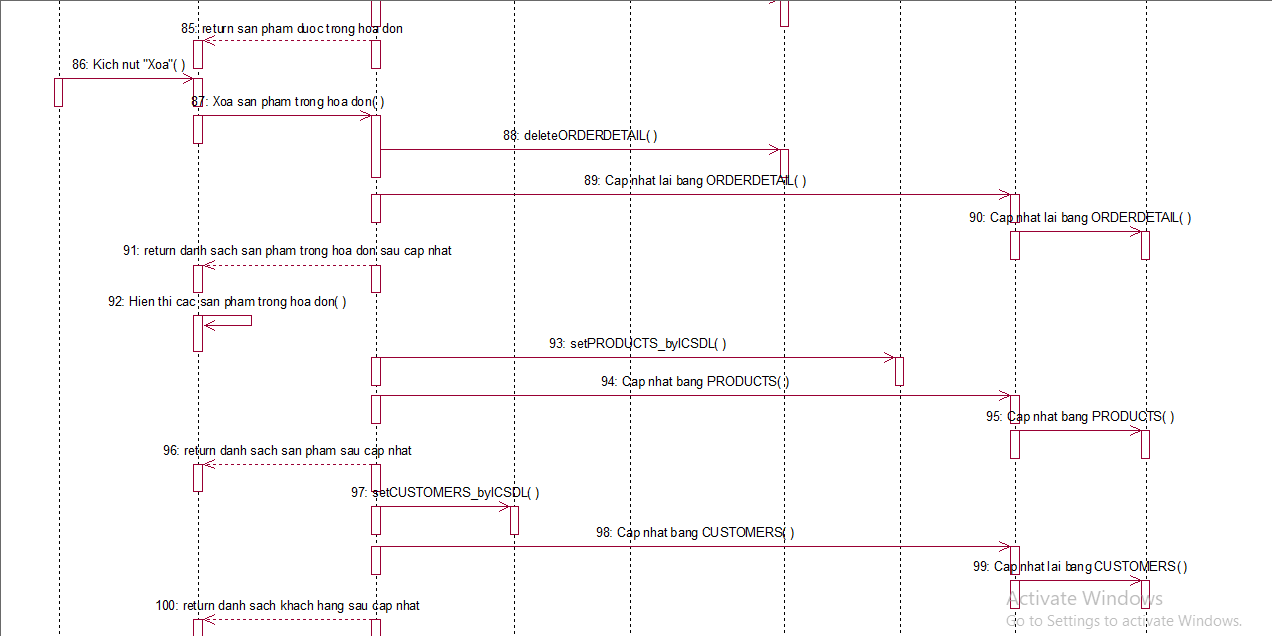 85: return san pham duoc trong hoa don
86: Kich nut "Xoa"( )
87: Xoa san pham trong hoa don( )
88: deleteORDERDETAIL( )
89: Cap nhat lai bang ORDERDETAIL( )
90: Cap nhat lai bang ORDERDETAIL( )
91: return danh sach san pham trong hoa don sau cap nhat
92: Hien thi cac san pham trong hoa don( )
93: setPRODUCTS_byICSDL( )
94: Cap nhat bang PRODUCTS( )
95: Cap nhat bang PRODUCTS( )
96: return danh sach san pham sau cap nhat
97: setCUSTOMERS_byICSDL( )
98: Cap nhat bang CUSTOMERS( )
99: Cap nhat lai bang CUSTOMERS( )
100: return danh sach khach hang sau cap nhat
Activate Windows
Go to Settings to activate Windows.